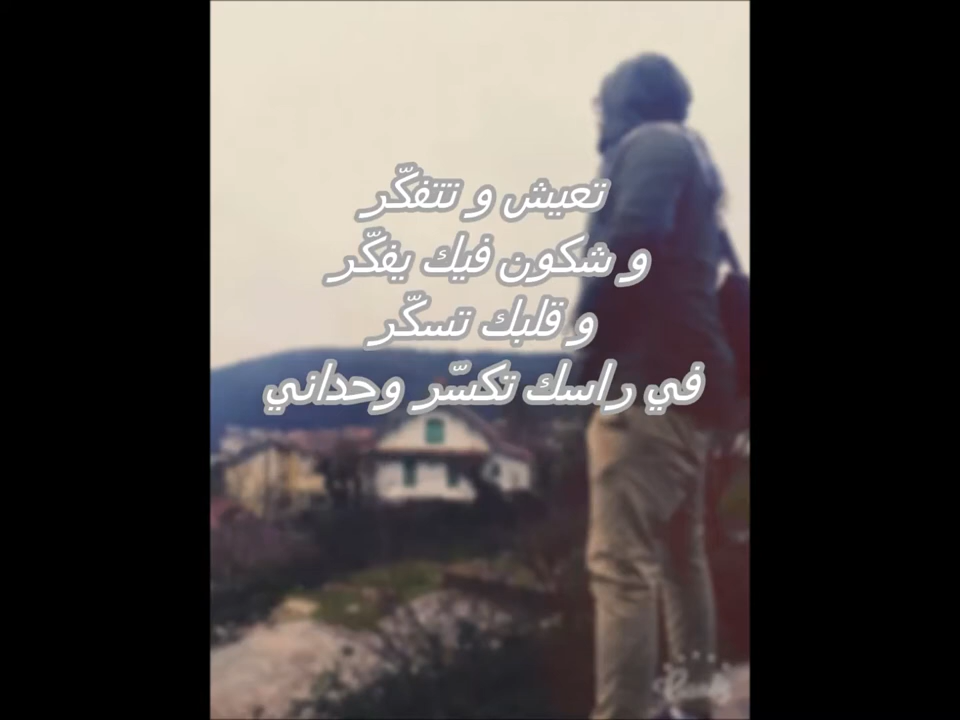 تعيش و تتفكّر
و شكون فيك يفكّر
و قلبك تسكّر
في راسك تكسّر وحداني